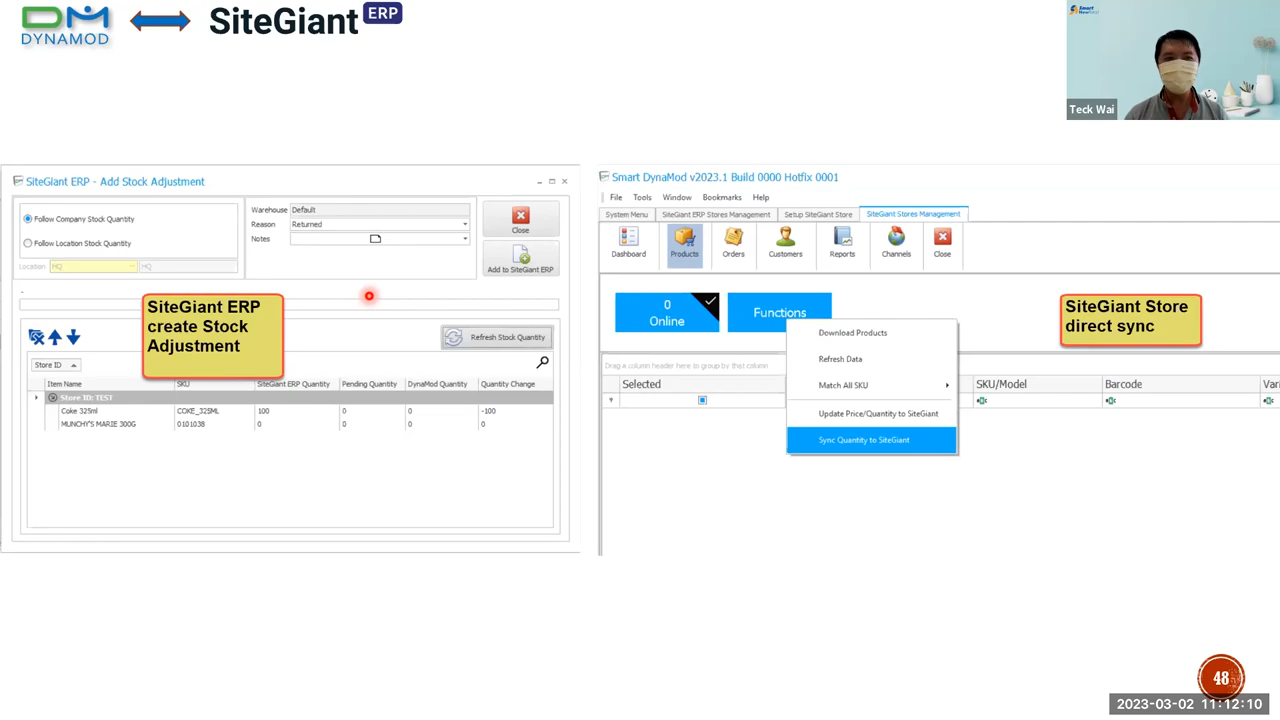 DM
DYNAMOD
SiteGiant ERP
Smart
Teck Wai
SiteGiant ERP - Add Stock Adjustment
Follow Company Stock Quantity
Follow Location Stock Quantity
Location HQ HQ
Warehouse Default
Reason Returned
Notes
Close
Add to SiteGiant ERP
-
SiteGiant ERP
create Stock
Adjustment
Refresh Stock Quantity
Store ID
Item Name SKU SiteGiant ERP Quantity Pending Quantity DynaMod Quantity Quantity Change
Store ID: TEST
Coke 325ml COKE_325ML 100 0 0 -100
MUNCHY'S MARIE 300G 0101038 0 0 0 0
Smart DynaMod v2023.1 Build 0000 Hotfix 0001
File Tools Window Bookmarks Help
System Menu SiteGiant ERP Stores Management Setup SiteGiant Store SiteGiant Stores Management
Dashboard Products Orders Customers Reports Channels Close
0
Online
Functions
Download Products
Refresh Data
Match All SKU
Update Price/Quantity to SiteGiant
Sync Quantity to SiteGiant
SiteGiant Store
direct sync
Drag a column header here to group by this column
Selected SKU/Model Barcode Vari
48
2023-03-02 11:12:10